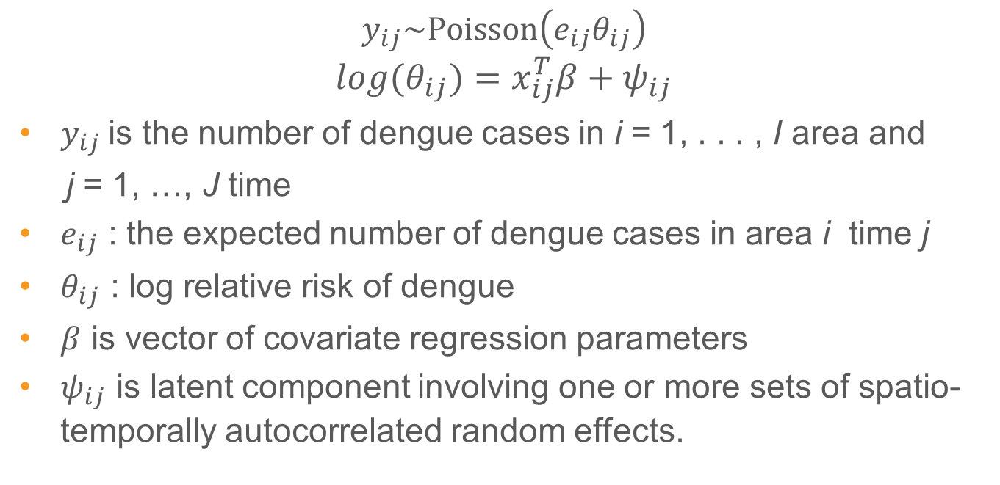 $y_{ij} \sim \text{Poisson}(e_{ij}\theta_{ij})$
$log(\theta_{ij}) = x_{ij}^{T}\beta + \psi_{ij}$
• $y_{ij}$ is the number of dengue cases in i = 1, . . . , I area and
j = 1, …, J time
• $e_{ij}$ : the expected number of dengue cases in area i time j
• $\theta_{ij}$ : log relative risk of dengue
• $\beta$ is vector of covariate regression parameters
• $\psi_{ij}$ is latent component involving one or more sets of spatio-
temporally autocorrelated random effects.